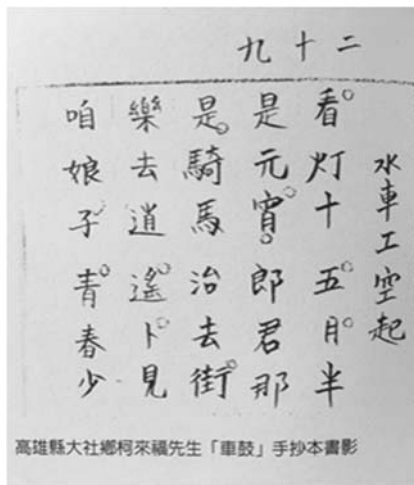 二十九
水車工空起
看灯十五月半
是元宵郎君那
是騎馬治去街
樂去逍遙卜見
咱娘子青春少
高雄縣大社鄉柯來福先生「車鼓」手抄本書影